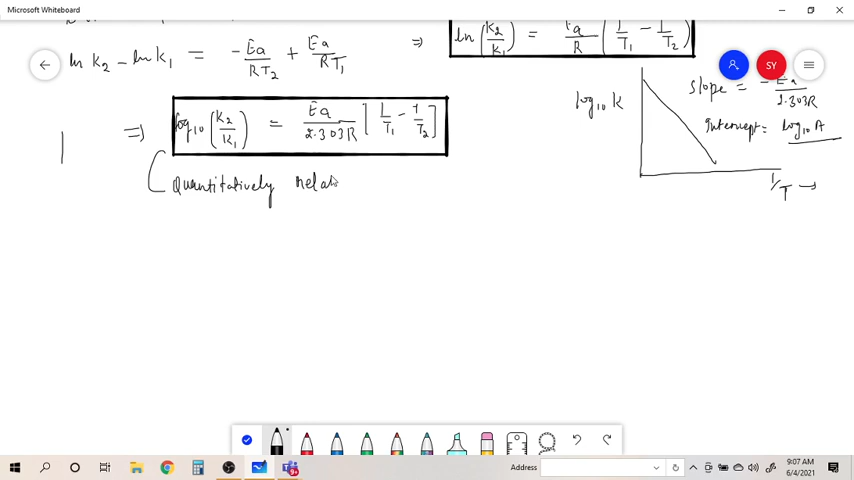 Microsoft Whiteboard
ln K2 - ln K1 = -Ea/RT2 + Ea/RT1 ⇒ ln(K2/K1) = Ea/R (1/T1 - 1/T2)
SY
slope = -Ea/2.303R
log10 K
Intercept = log10 A
⇒ log10 (K2/K1) = Ea/2.303R [1/T1 - 1/T2]
Quantitatively rela
1/T →
Address
9+
9:07 AM
6/4/2021